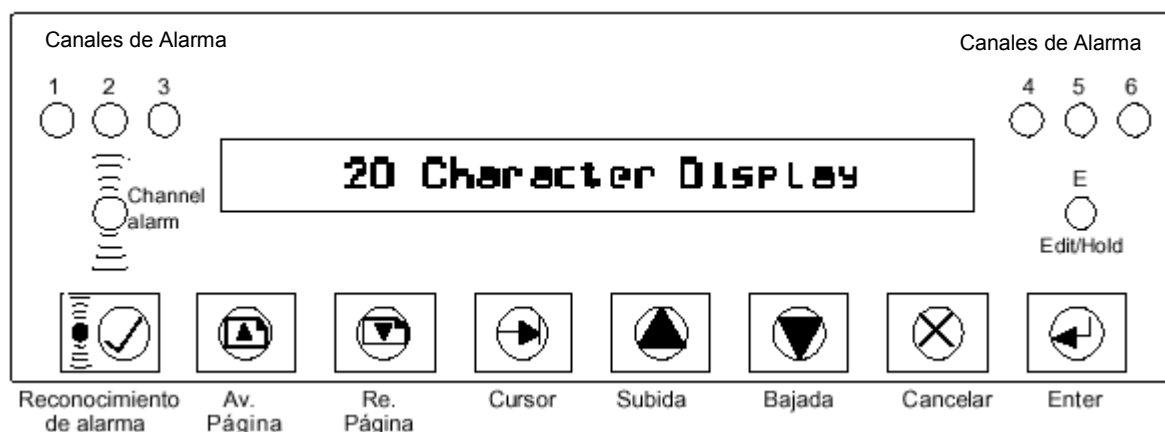 Canales de Alarma
Canales de Alarma
1 2 3
4 5 6
20 Character DIsplay
Channel
alarm
E
Edit/Hold
Reconocimiento
de alarma
Av.
Página
Re.
Página
Cursor
Subida
Bajada
Cancelar
Enter